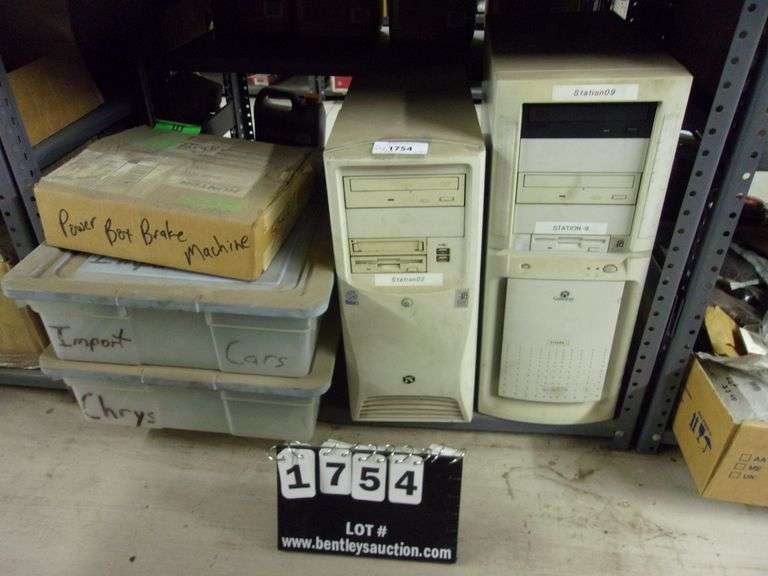 Station09
1754
STATION-9
Station02
Power Box Brake Machine
Import Cars
Chrys
1754
LOT #
www.bentleysauction.com